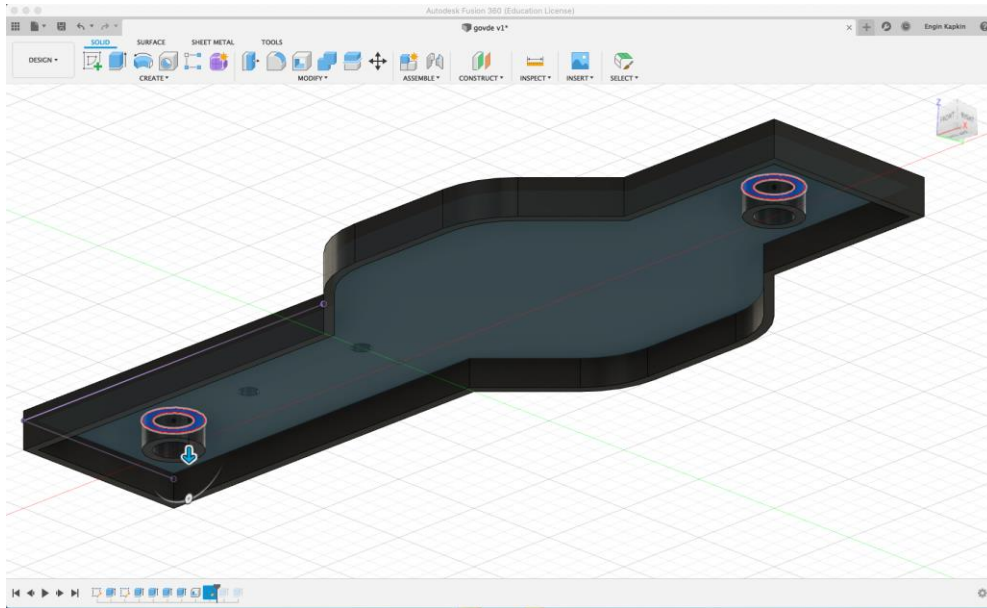 Autodesk Fusion 360 (Education License)
govde v1*
Engin Kapkin
SOLID SURFACE SHEET METAL TOOLS
DESIGN
CREATE MODIFY ASSEMBLE CONSTRUCT INSPECT INSERT SELECT
Z
FRONT RIGHT
X